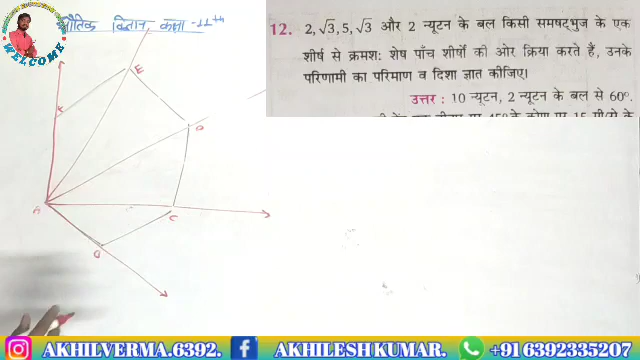 भौतिक विज्ञान कक्षा -11th
WELCOME
12. 2, √3, 5, √3 और 2 न्यूटन के बल किसी समषट्भुज के एक
शीर्ष से क्रमश: शेष पाँच शीर्षों की ओर क्रिया करते हैं, उनके
परिणामी का परिमाण व दिशा ज्ञात कीजिए।
उत्तर : 10 न्यूटन, 2 न्यूटन के बल से 60°.
E
F
D
A
C
B
AKHILVERMA.6392.
AKHILESH KUMAR.
+91 6392335207